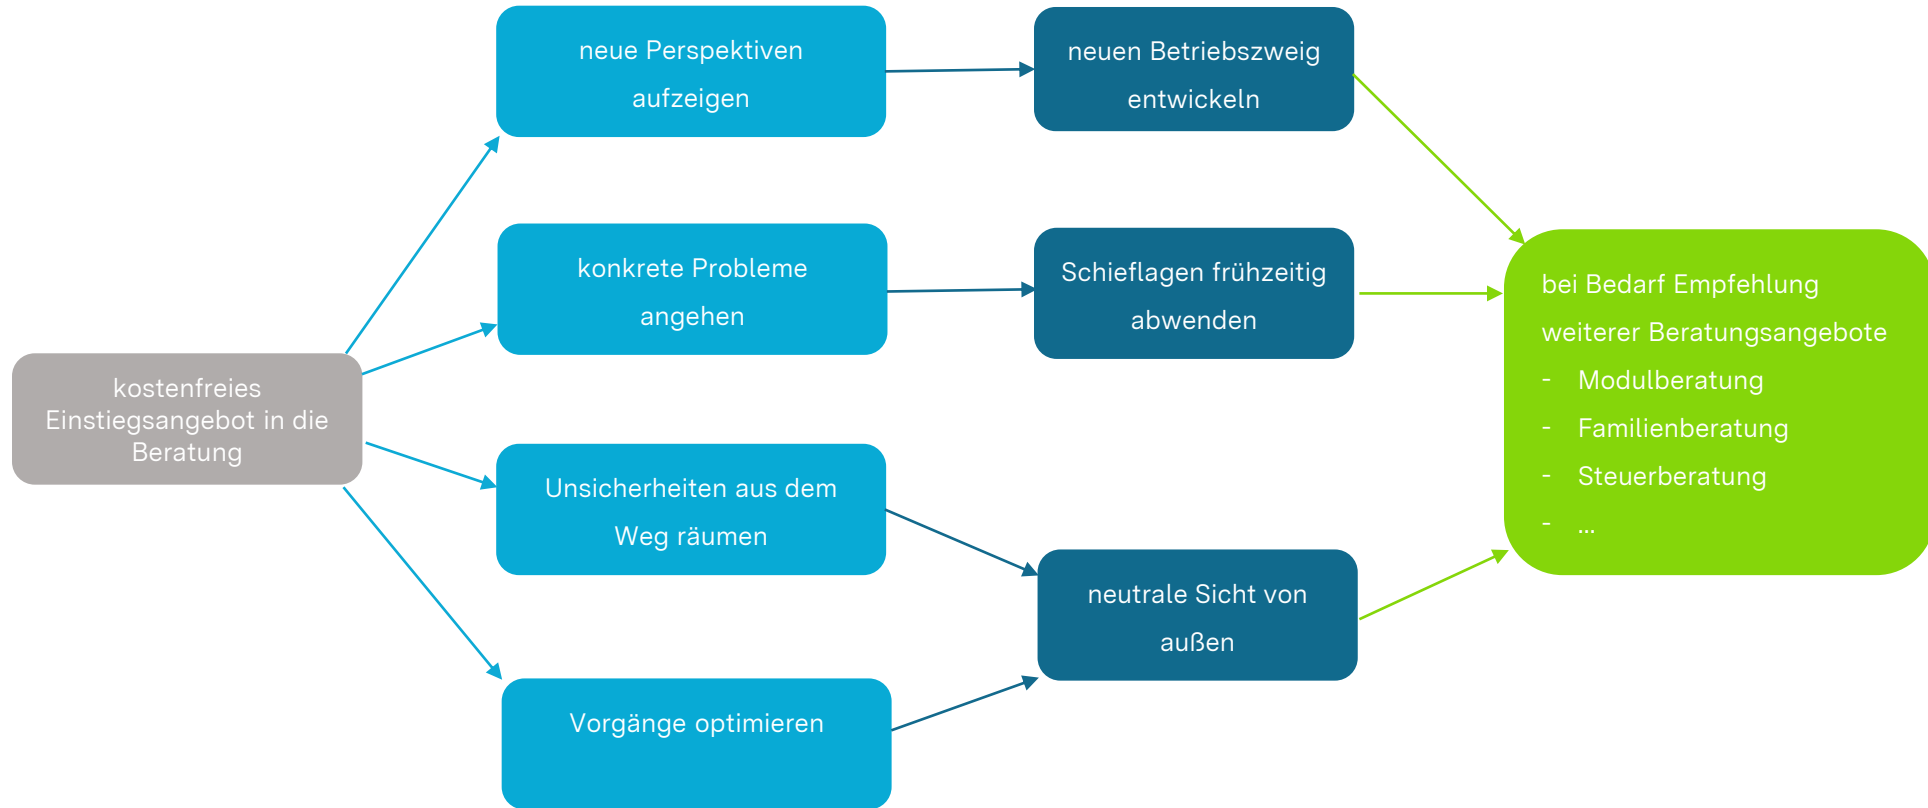 neue Perspektiven
aufzeigen
neuen Betriebszweig
entwickeln
konkrete Probleme
angehen
Schieflagen frühzeitig
abwenden
bei Bedarf Empfehlung
weiterer Beratungsangebote
- Modulberatung
- Familienberatung
- Steuerberatung
- ...
kostenfreies
Einstiegsangebot in die
Beratung
Unsicherheiten aus dem
Weg räumen
neutrale Sicht von
außen
Vorgänge optimieren